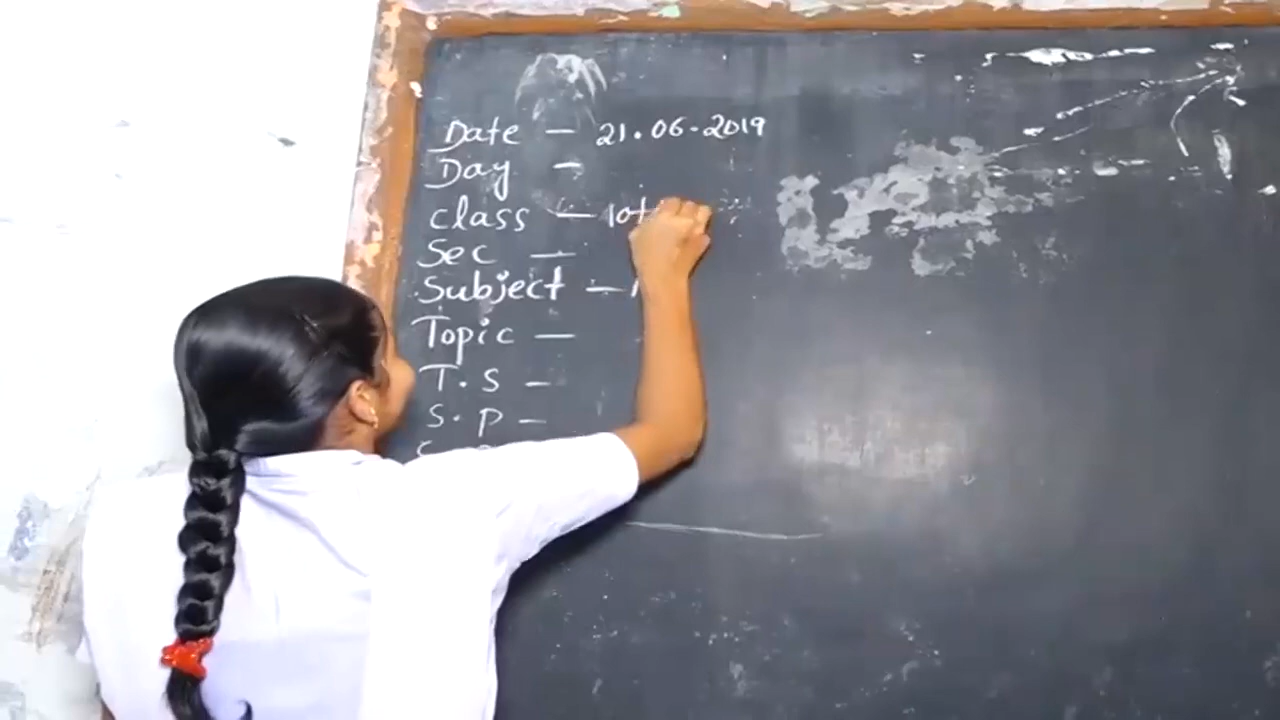 Date - 21.06.2019
Day -
class - 10t
Sec -
Subject -
Topic -
T.S -
S.P -